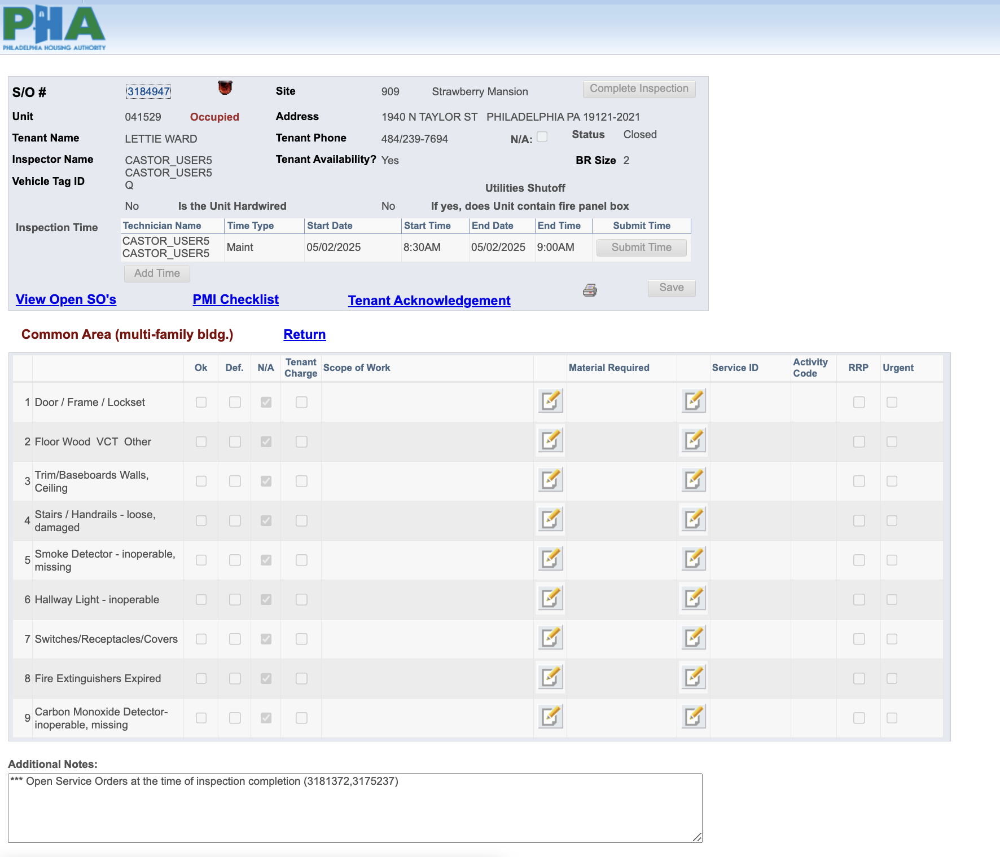 PHA
PHILADELPHIA HOUSING AUTHORITY
S/O # 3184947 Site 909 Strawberry Mansion Complete Inspection
Unit 041529 Occupied Address 1940 N TAYLOR ST PHILADELPHIA PA 19121-2021
Tenant Name LETTIE WARD Tenant Phone 484/239-7694 N/A: Status Closed
Inspector Name CASTOR_USER5 Tenant Availability? Yes BR Size 2
CASTOR_USER5
Vehicle Tag ID Q
Utilities Shutoff
No Is the Unit Hardwired No If yes, does Unit contain fire panel box
Inspection Time Technician Name Time Type Start Date Start Time End Date End Time Submit Time
CASTOR_USER5
CASTOR_USER5 Maint 05/02/2025 8:30AM 05/02/2025 9:00AM Submit Time
Add Time
Save
View Open SO's PMI Checklist Tenant Acknowledgement
Common Area (multi-family bldg.) Return
Ok Def. N/A Tenant Charge Scope of Work Material Required Service ID Activity Code RRP Urgent
1 Door / Frame / Lockset
2 Floor Wood VCT Other
3 Trim/Baseboards Walls,
Ceiling
4 Stairs / Handrails - loose,
damaged
5 Smoke Detector - inoperable,
missing
6 Hallway Light - inoperable
7 Switches/Receptacles/Covers
8 Fire Extinguishers Expired
9 Carbon Monoxide Detector-
inoperable, missing
Additional Notes:
*** Open Service Orders at the time of inspection completion (3181372,3175237)